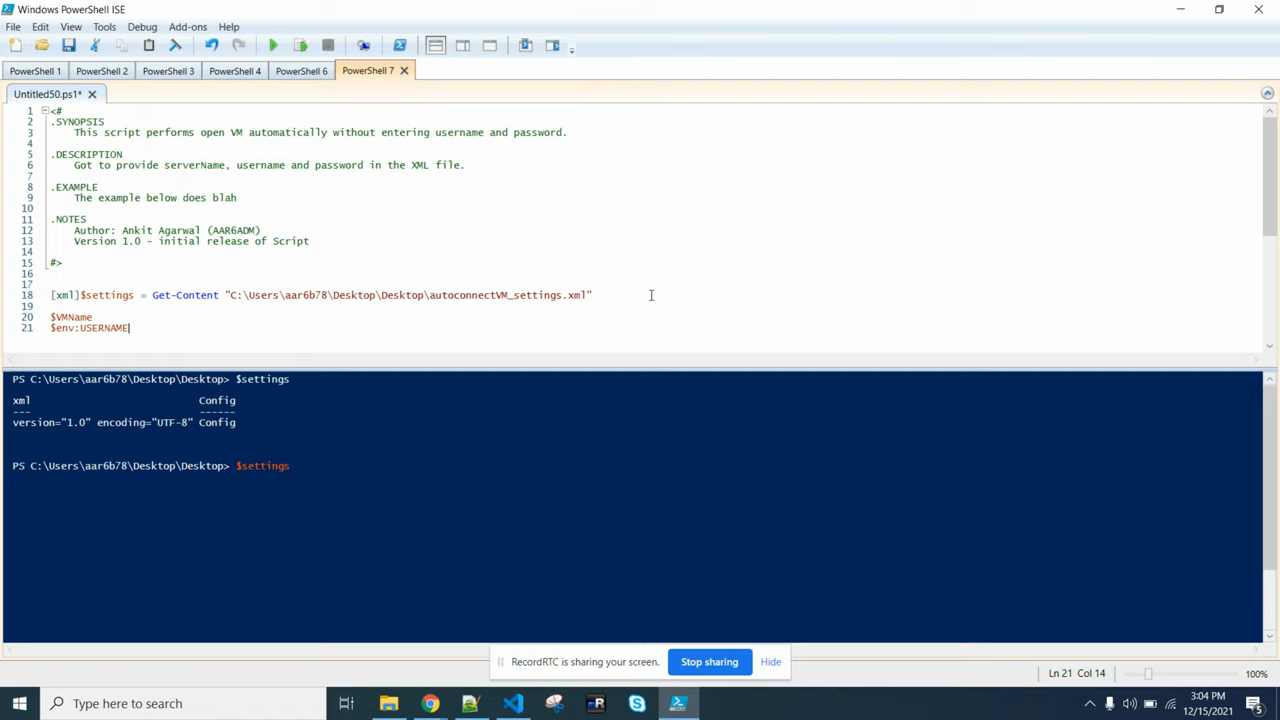 Windows PowerShell ISE
File Edit View Tools Debug Add-ons Help
PowerShell 1 PowerShell 2 PowerShell 3 PowerShell 4 PowerShell 6 PowerShell 7
Untitled50.ps1*
1 <#
2 .SYNOPSIS
3 This script performs open VM automatically without entering username and password.
4
5 .DESCRIPTION
6 Got to provide serverName, username and password in the XML file.
7
8 .EXAMPLE
9 The example below does blah
10
11 .NOTES
12 Author: Ankit Agarwal (AAR6ADM)
13 Version 1.0 - initial release of Script
14
15 #>
16
17
18 [xml]$settings = Get-Content "C:\Users\aar6b78\Desktop\Desktop\autoconnectVM_settings.xml"
19
20 $VMName
21 $env:USERNAME
PS C:\Users\aar6b78\Desktop\Desktop> $settings
xml Config
--- ------
version="1.0" encoding="UTF-8" Config
PS C:\Users\aar6b78\Desktop\Desktop> $settings
RecordRTC is sharing your screen. Stop sharing Hide
Ln 21 Col 14 100%
Type here to search
3:04 PM
12/15/2021
5